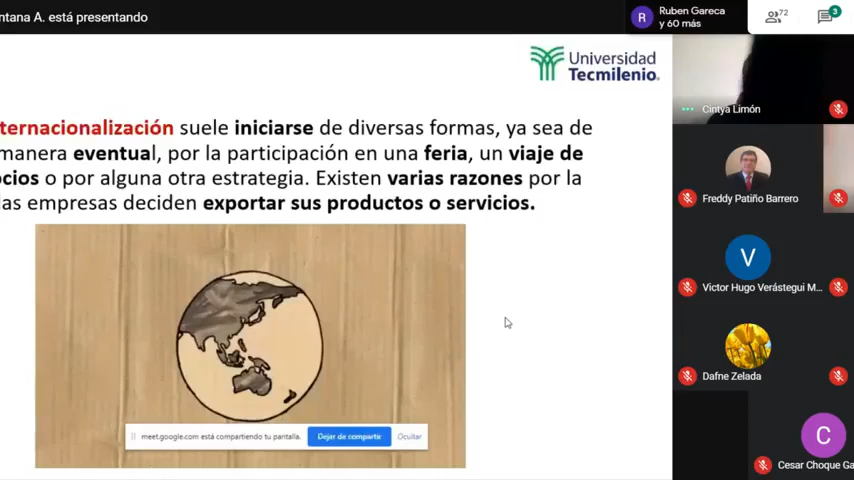 ntana A. está presentando
Ruben Gareca
y 60 más
R
72
3
Universidad
Tecmilenio
ternacionalización suele iniciarse de diversas formas, ya sea de
manera eventual, por la participación en una feria, un viaje de
ocios o por alguna otra estrategia. Existen varias razones por la
las empresas deciden exportar sus productos o servicios.
meet.google.com está compartiendo tu pantalla.
Dejar de compartir
Ocultar
Cintya Limón
Freddy Patiño Barrero
V
Victor Hugo Verástegui M...
Dafne Zelada
C
Cesar Choque Ga